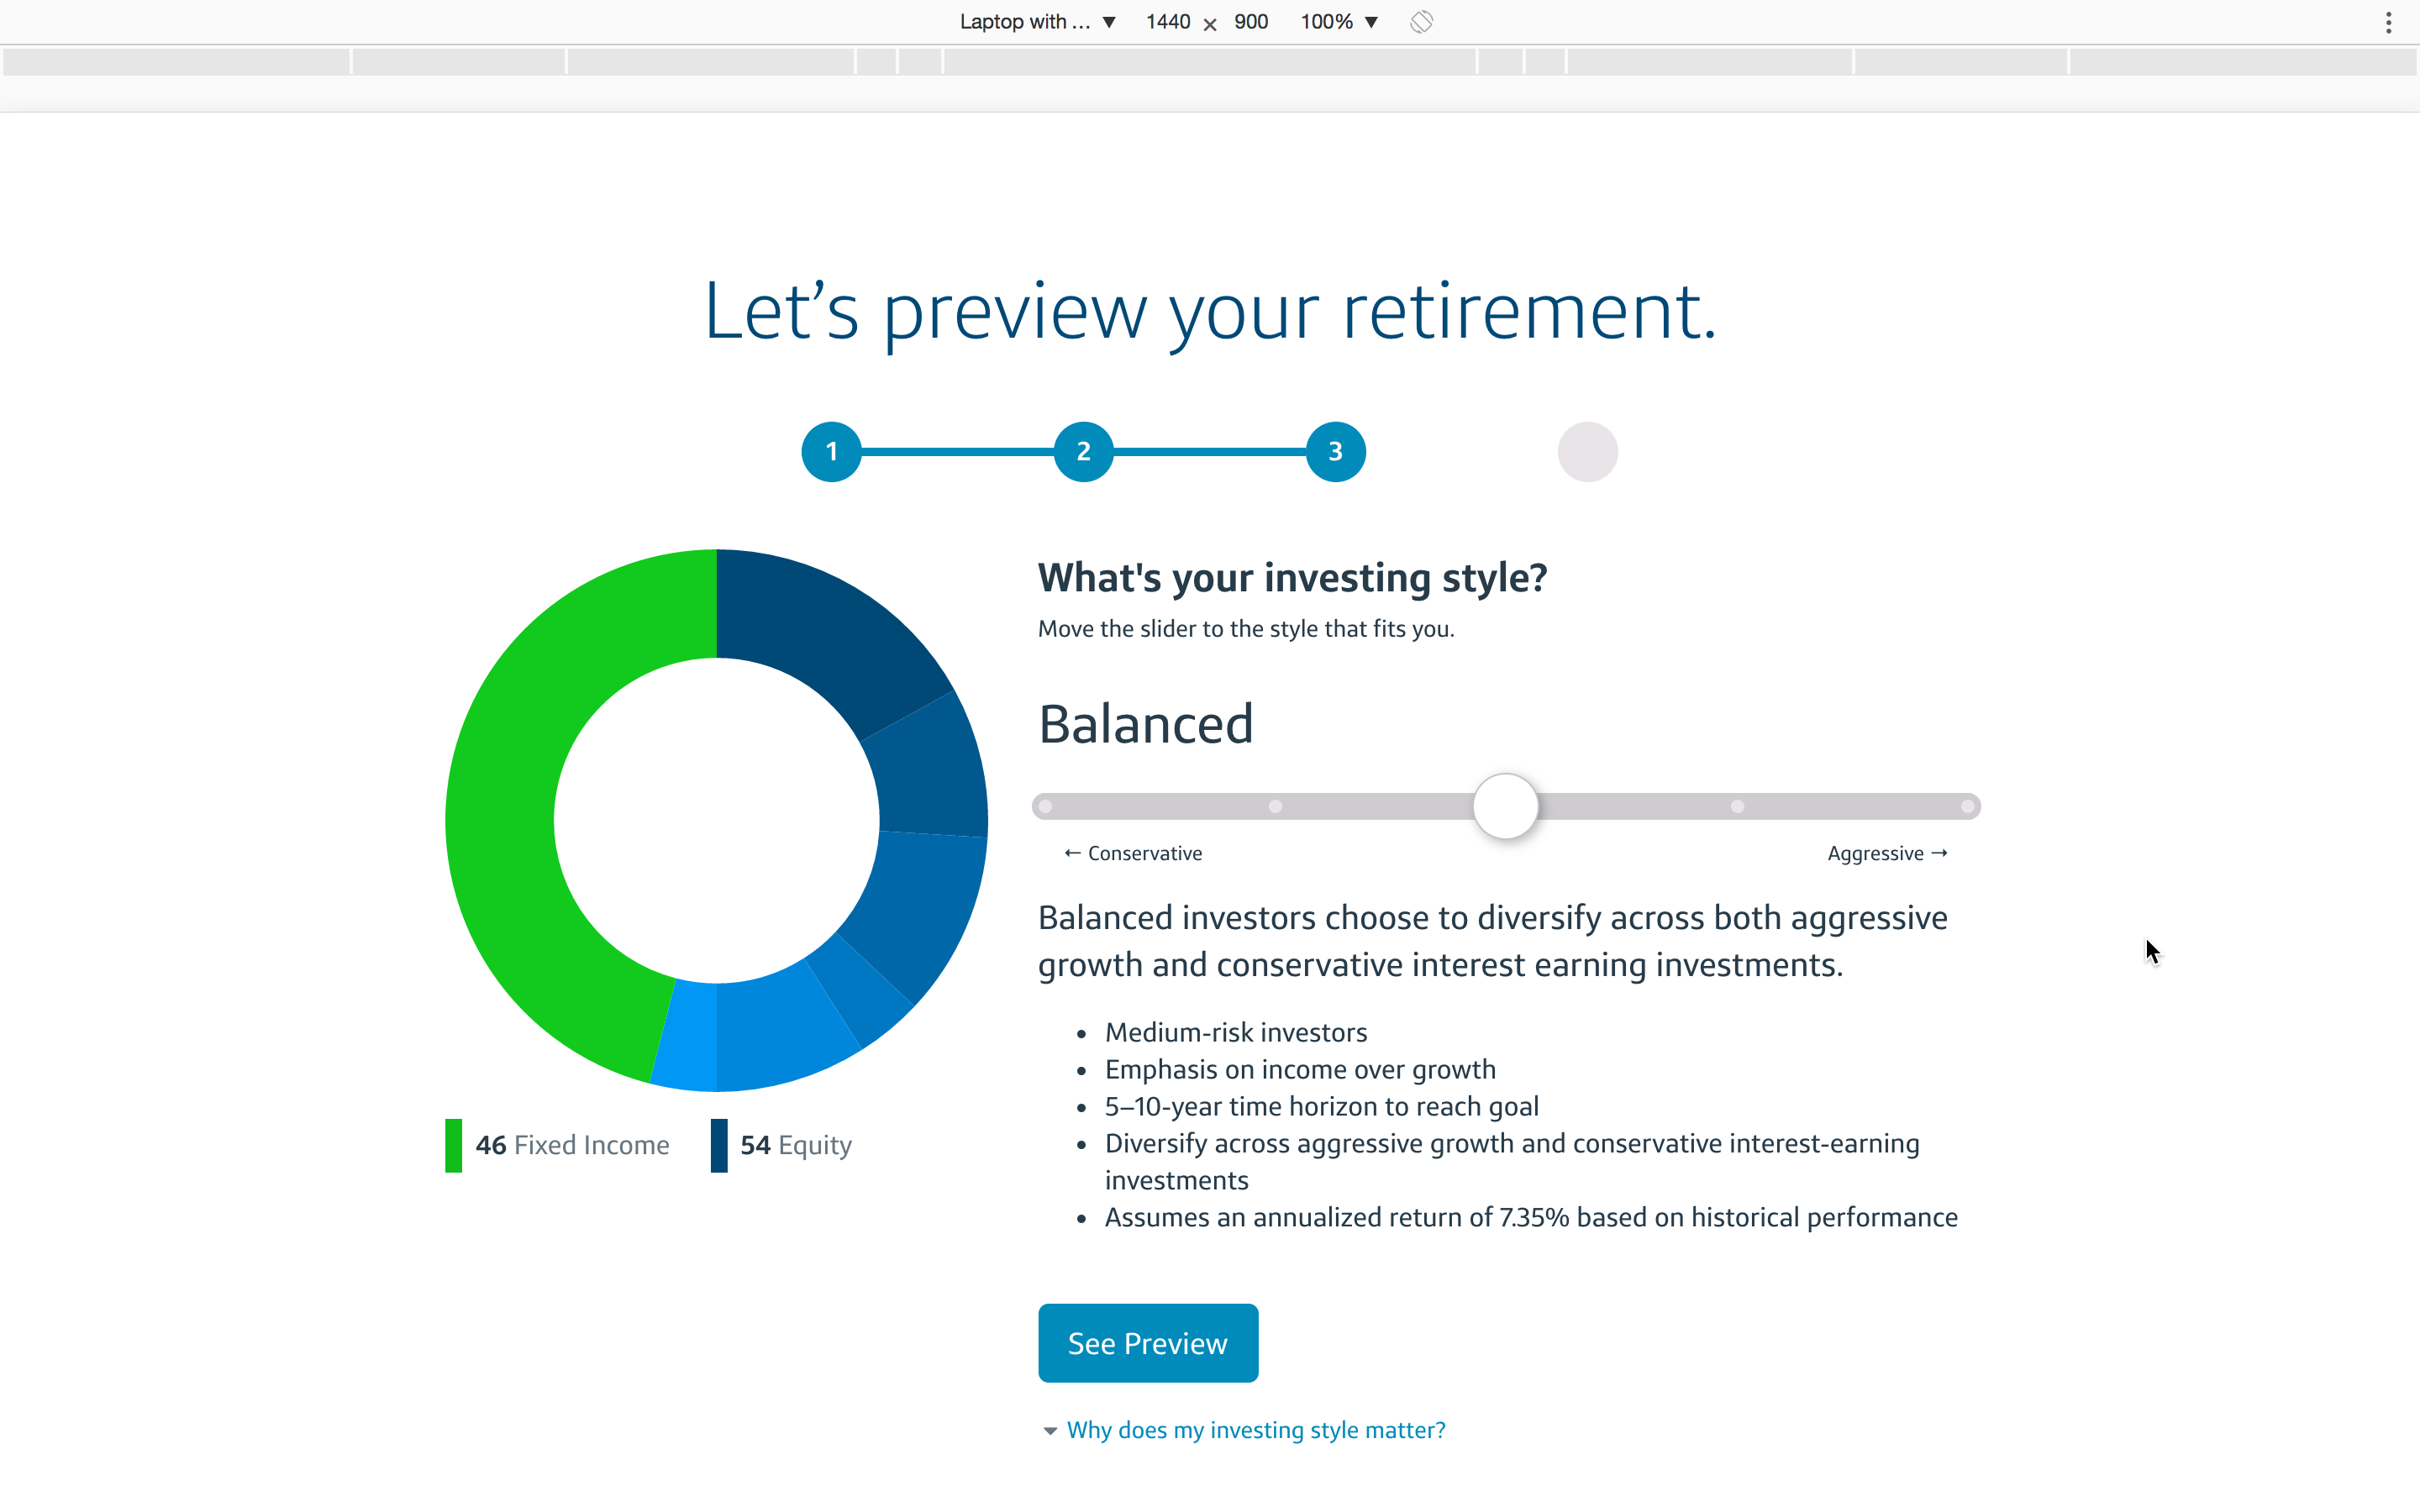 Laptop with ... ▼ 1440 × 900 100% ▼
Let’s preview your retirement.
1 2 3
What's your investing style?
Move the slider to the style that fits you.
Balanced
← Conservative Aggressive →
Balanced investors choose to diversify across both aggressive
growth and conservative interest earning investments.
• Medium-risk investors
• Emphasis on income over growth
• 5–10-year time horizon to reach goal
• Diversify across aggressive growth and conservative interest-earning
investments
• Assumes an annualized return of 7.35% based on historical performance
46 Fixed Income 54 Equity
See Preview
Why does my investing style matter?